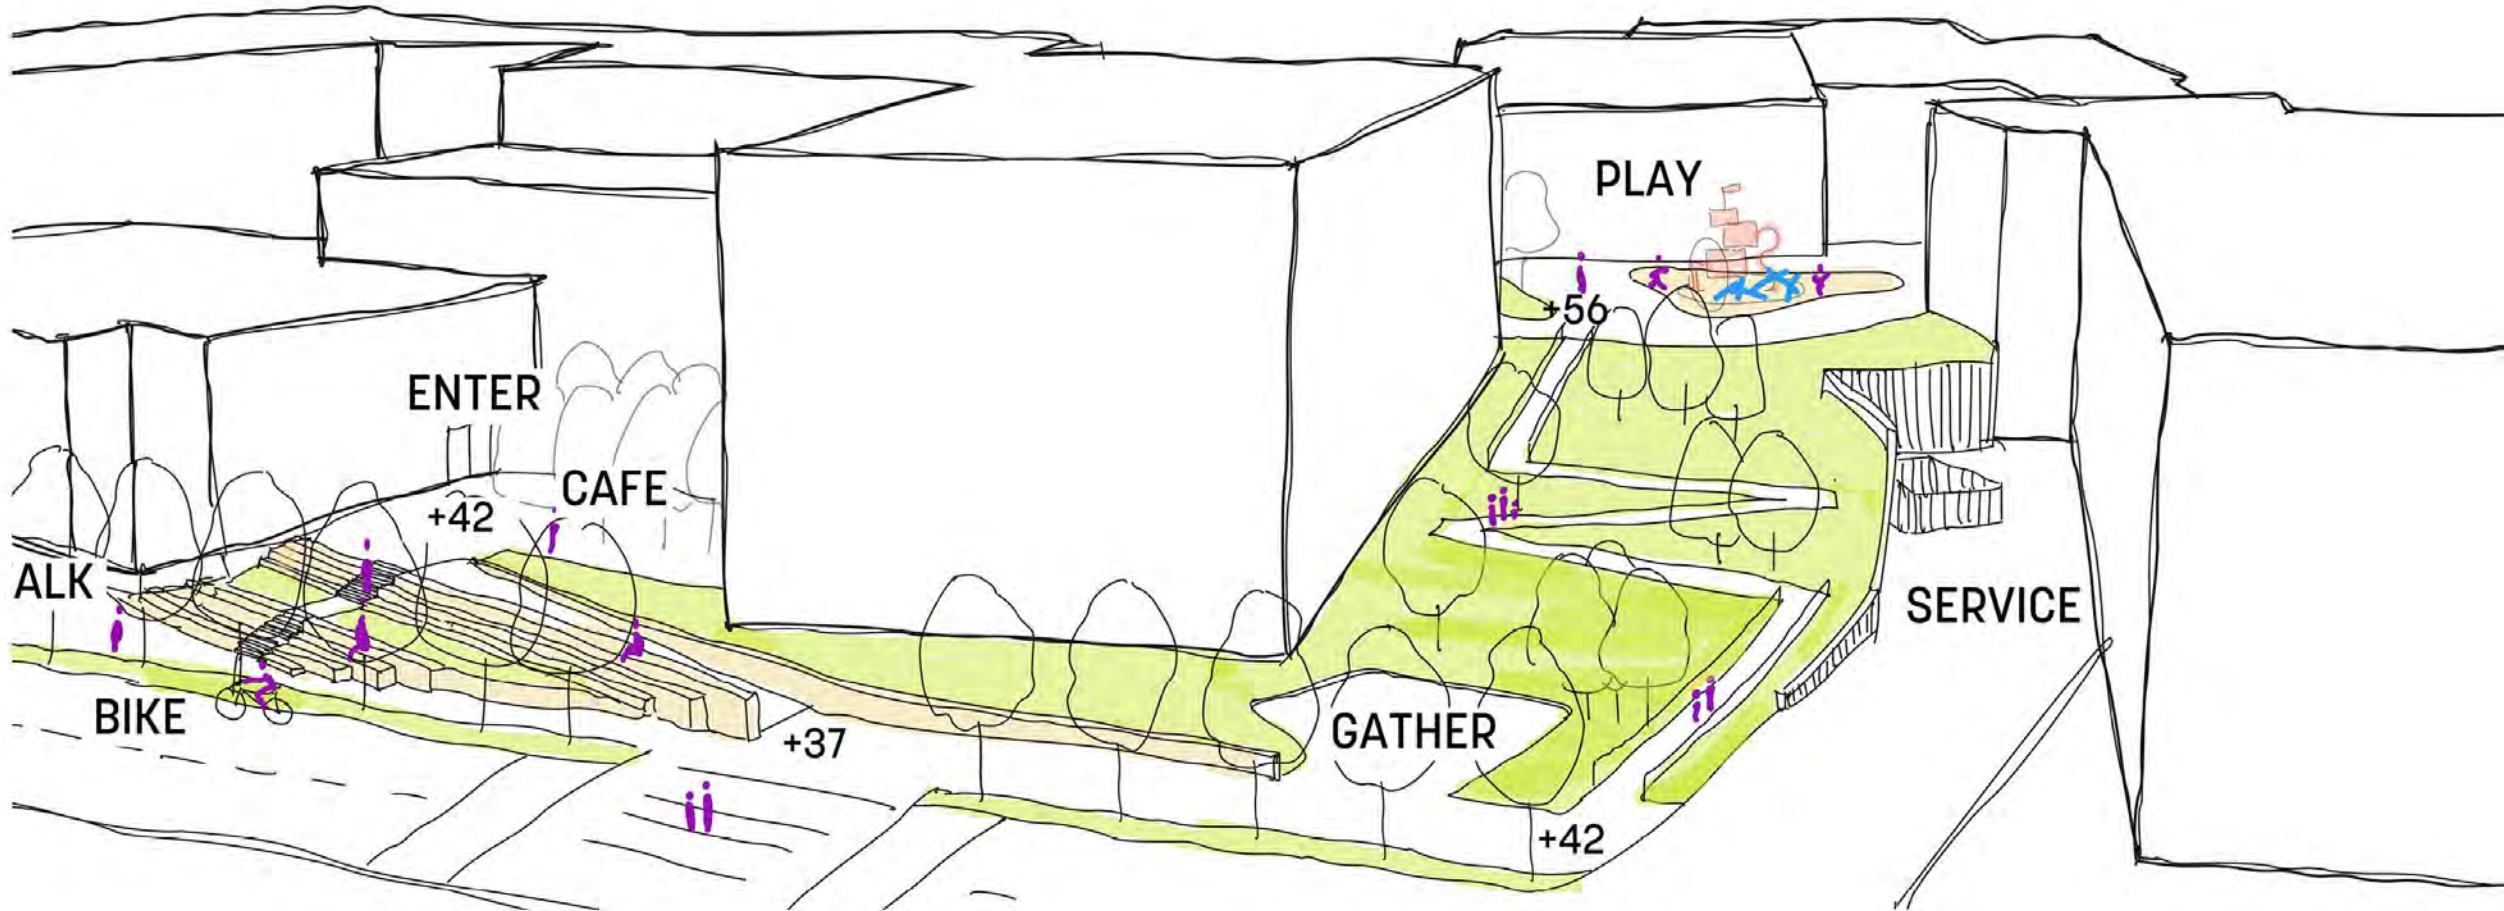 PLAY
+56
ENTER
CAFE
+42
ALK
SERVICE
BIKE
GATHER
+37
+42